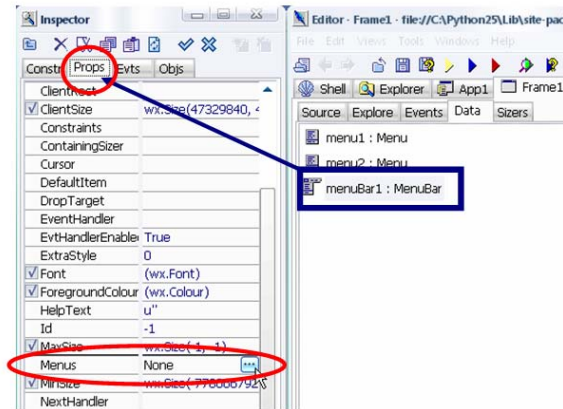 Inspector
Constr Props Evts Objs
ClientRect
ClientSize wx.Size(47329840, 4
Constraints
ContainingSizer
Cursor
DefaultItem
DropTarget
EventHandler
EvtHandlerEnable True
ExtraStyle 0
Font (wx.Font)
ForegroundColour (wx.Colour)
HelpText u''
Id -1
MaxSize wx.Size(-1, -1)
Menus None ...
MinSize
NextHandler
Editor - Frame1 - file://C:\Python25\Lib\site-pac
File Edit Views Tools Windows Help
Shell Explorer App1 Frame1
Source Explore Events Data Sizers
menu1 : Menu
menu2 : Menu
menuBar1 : MenuBar